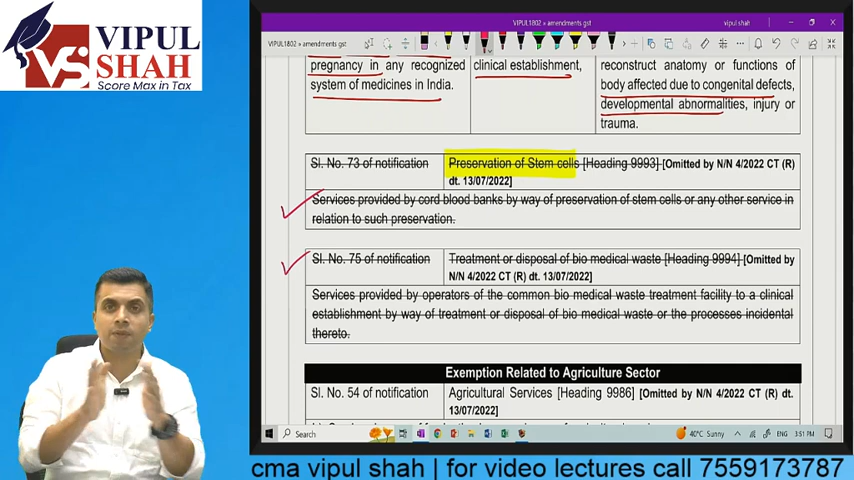 VIPUL
SHAH
VS
Score Max in Tax
VIPUL1802 » amendments gst
vipul shah
VIPUL1802 » amendments gst
pregnancy in any recognized
system of medicines in India.
clinical establishment,
reconstruct anatomy or functions of
body affected due to congenital defects,
developmental abnormalities, injury or
trauma.
Sl. No. 73 of notification
Preservation of Stem cells [Heading 9993] [Omitted by N/N 4/2022 CT (R)
dt. 13/07/2022]
Services provided by cord blood banks by way of preservation of stem cells or any other service in
relation to such preservation.
Sl. No. 75 of notification
Treatment or disposal of bio medical waste [Heading 9994] [Omitted by
N/N 4/2022 CT (R) dt. 13/07/2022]
Services provided by operators of the common bio medical waste treatment facility to a clinical
establishment by way of treatment or disposal of bio medical waste or the processes incidental
thereto.
Exemption Related to Agriculture Sector
Sl. No. 54 of notification
Agricultural Services [Heading 9986] [Omitted by N/N 4/2022 CT (R) dt.
13/07/2022]
Search
40°C Sunny
ENG
3:51 PM
cma vipul shah | for video lectures call 7559173787